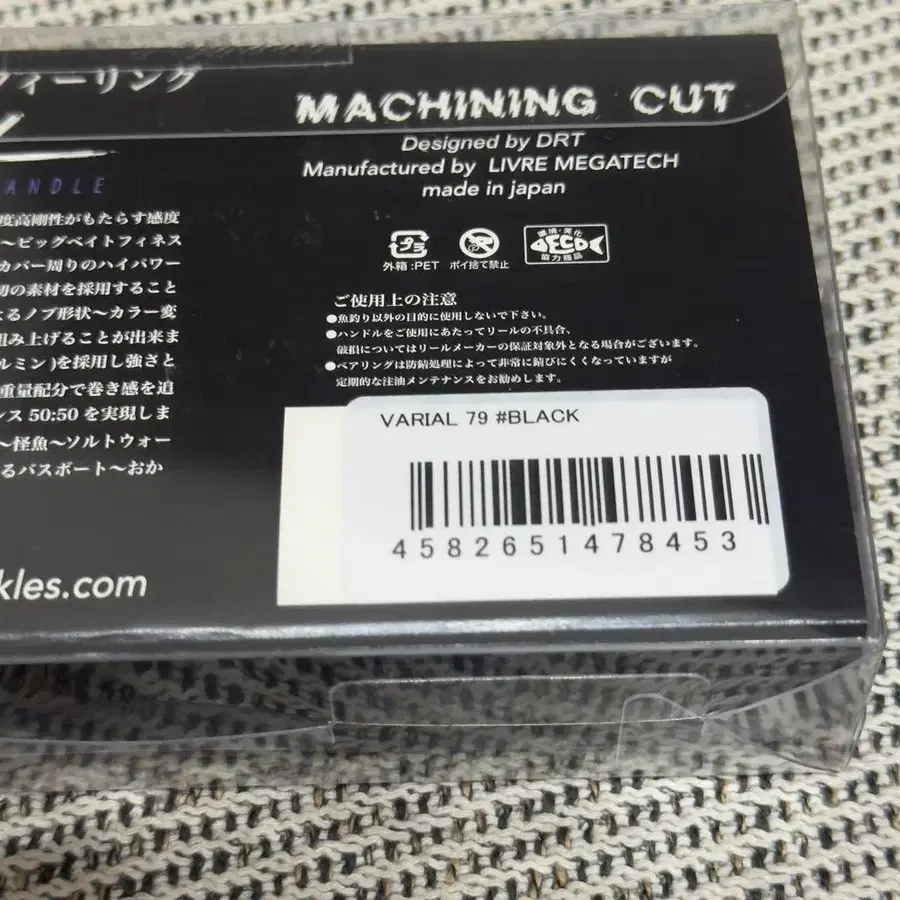 フィーリング
MACHINING CUT
Designed by DRT
Manufactured by LIVRE MEGATECH
made in japan
ANDLE
度高剛性がもたらす感度
〜ビッグベイトフィネス
カバー周りのハイパワー
切の素材を採用すること
よるノブ形状〜カラー変
組み上げることが出来ま
ルミン)を採用し強さと
重量配分で巻き感を追
ンス 50:50 を実現しま
〜怪魚〜ソルトウォー
るバスボート〜おか
kles.com
プラ
外箱:PET
ポイ捨て禁止
環境・美化
ECO
協力商品
ご使用上の注意
●魚釣り以外の目的に使用しないで下さい。
●ハンドルをご使用にあたってリールの不具合、
破損についてはリールメーカーの保証対象外となる場合がございます。
●ベアリングは防錆処理によって非常に錆びにくくなっていますが
定期的な注油メンテナンスをお勧めします。
VARIAL 79 #BLACK
4582651478453